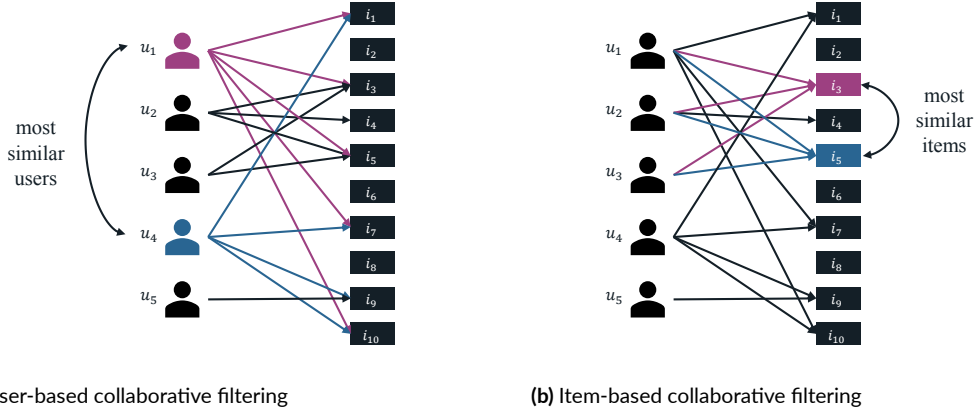 u1
u2
u3
u4
u5
most
similar
users
i1
i2
i3
i4
i5
i6
i7
i8
i9
i10
ser-based collaborative filtering
u1
u2
u3
u4
u5
i1
i2
i3
i4
i5
i6
i7
i8
i9
i10
most
similar
items
(b) Item-based collaborative filtering